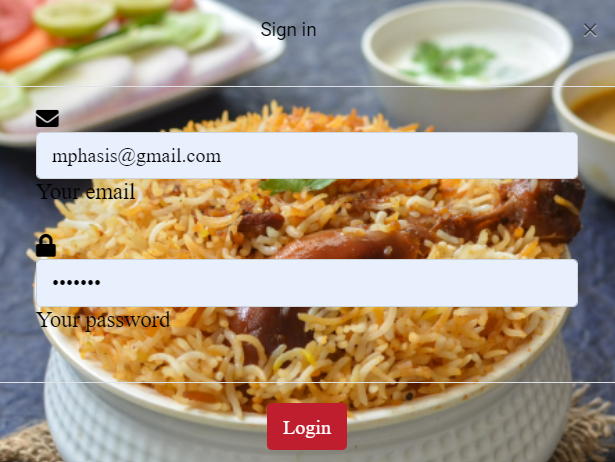 Sign in
×
mphasis@gmail.com
Your email
•••••••
Your password
Login